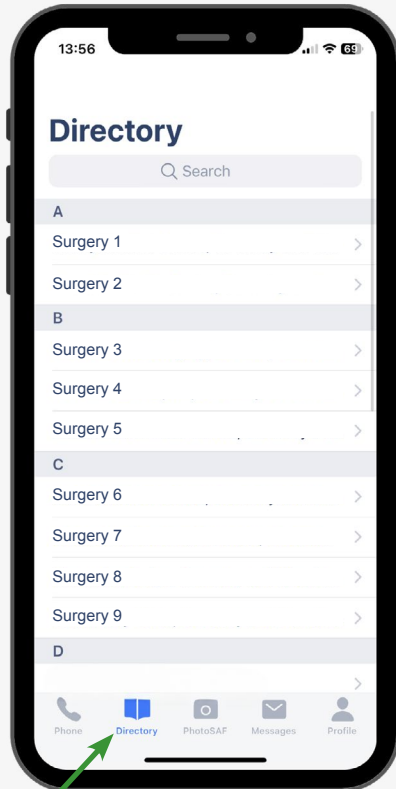 13:56 69
Directory
Search
A
Surgery 1
Surgery 2
B
Surgery 3
Surgery 4
Surgery 5
C
Surgery 6
Surgery 7
Surgery 8
Surgery 9
D
Phone Directory PhotoSAF Messages Profile